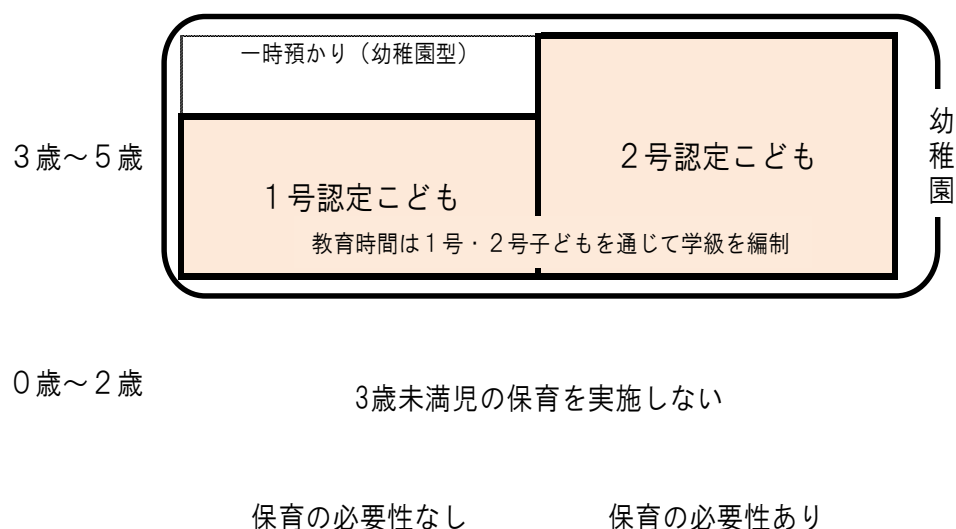 一時預かり（幼稚園型）
３歳～５歳
２号認定こども
１号認定こども
教育時間は１号・２号子どもを通じて学級を編制
幼稚園
０歳～２歳
3歳未満児の保育を実施しない
保育の必要性なし
保育の必要性あり